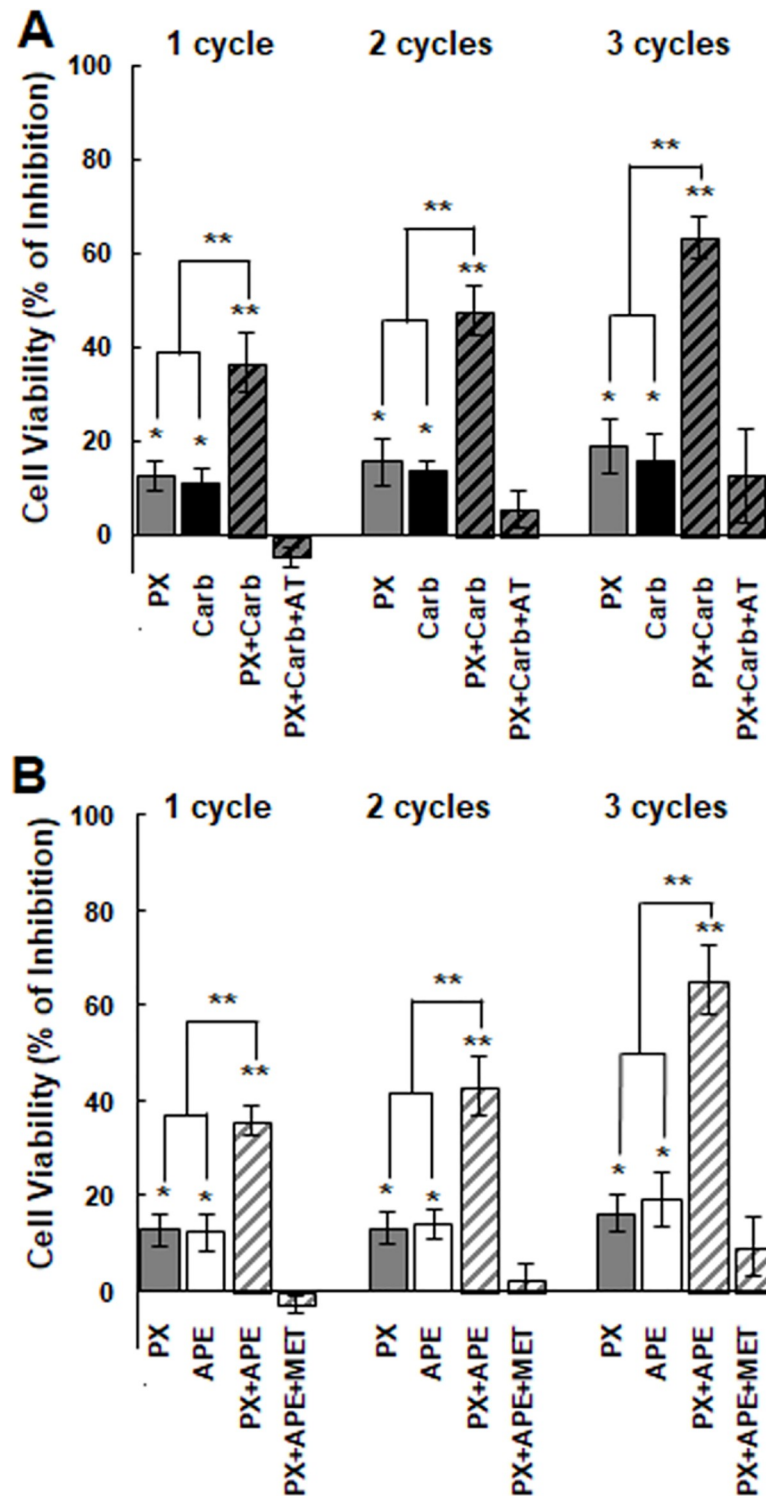 A
1 cycle 2 cycles 3 cycles
Cell Viability (% of Inhibition)
100
80
60
40
20
0
** ** **
** ** **
* * * * * *
PX Carb PX+Carb PX+Carb+AT PX Carb PX+Carb PX+Carb+AT PX Carb PX+Carb PX+Carb+AT
B
1 cycle 2 cycles 3 cycles
Cell Viability (% of Inhibition)
100
80
60
40
20
0
** ** **
** ** **
* * * * * *
PX APE PX+APE PX+APE+MET PX APE PX+APE PX+APE+MET PX APE PX+APE PX+APE+MET